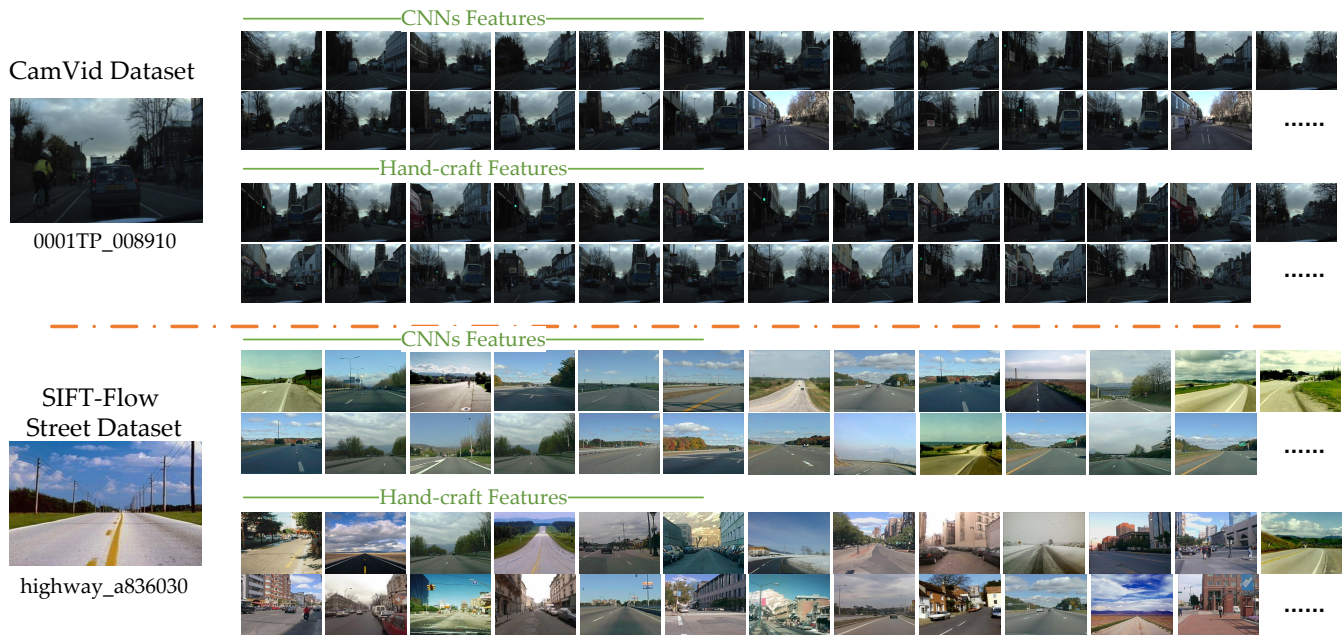 CNNs Features
CamVid Dataset
Hand-craft Features
0001TP_008910
......
......
CNNs Features
SIFT-Flow
Street Dataset
......
Hand-craft Features
highway_a836030
......